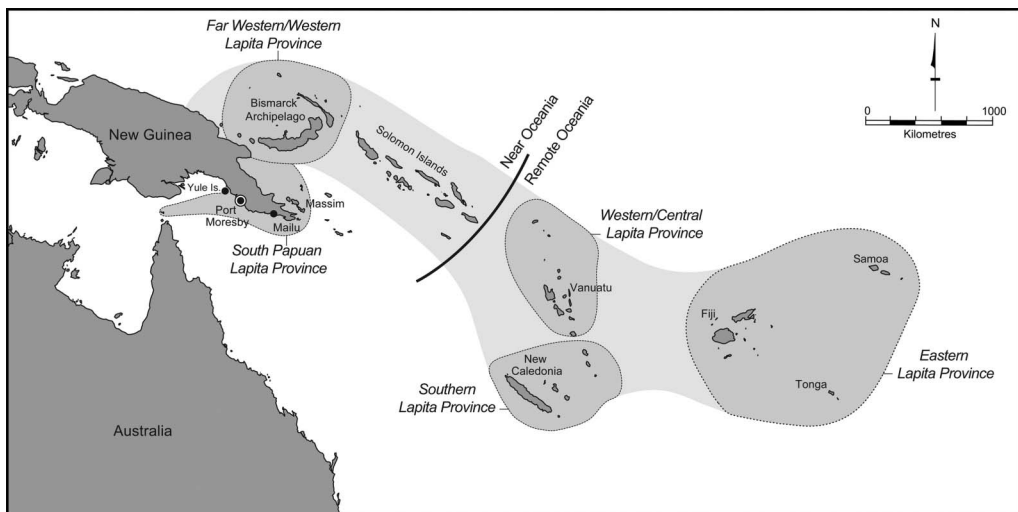 Far Western/Western
Lapita Province
N
Bismarck
Archipelago
0
1000
Kilometres
New Guinea
Solomon Islands
Near Oceania
Remote Oceania
Yule Is.
Massim
Port
Moresby
Mailu
South Papuan
Lapita Province
Western/Central
Lapita Province
Vanuatu
Samoa
Fiji
New
Caledonia
Southern
Lapita Province
Tonga
Eastern
Lapita Province
Australia